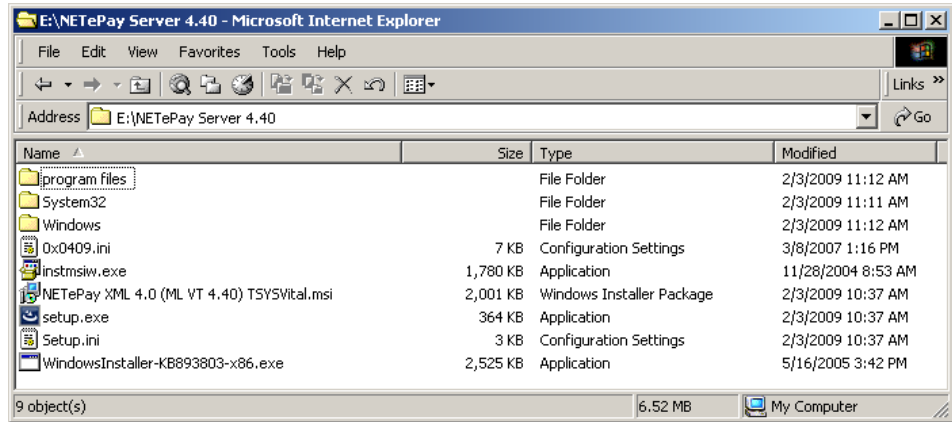 E:\NETePay Server 4.40 - Microsoft Internet Explorer
File Edit View Favorites Tools Help
Links »
Address E:\NETePay Server 4.40 Go
Name Size Type Modified
program files File Folder 2/3/2009 11:12 AM
System32 File Folder 2/3/2009 11:11 AM
Windows File Folder 2/3/2009 11:12 AM
0x0409.ini 7 KB Configuration Settings 3/8/2007 1:16 PM
instmsiw.exe 1,780 KB Application 11/28/2004 8:53 AM
NETePay XML 4.0 (ML VT 4.40) TSYSVital.msi 2,001 KB Windows Installer Package 2/3/2009 10:37 AM
setup.exe 364 KB Application 2/3/2009 10:37 AM
Setup.ini 3 KB Configuration Settings 2/3/2009 10:37 AM
WindowsInstaller-KB893803-x86.exe 2,525 KB Application 5/16/2005 3:42 PM
9 object(s) 6.52 MB My Computer